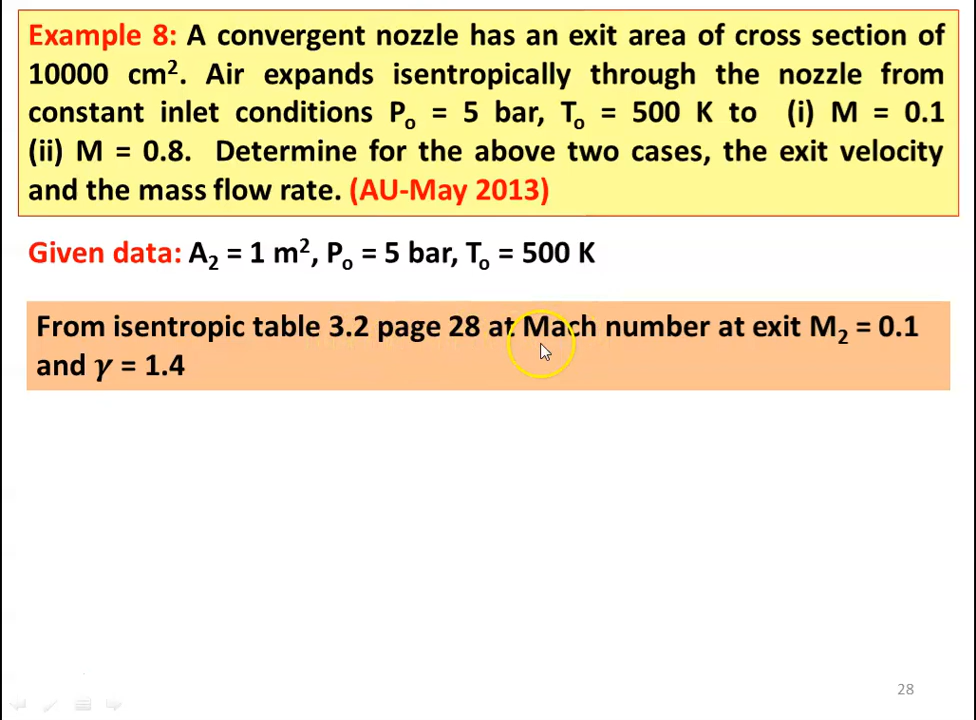 Example 8: A convergent nozzle has an exit area of cross section of
10000 cm². Air expands isentropically through the nozzle from
constant inlet conditions Pₒ = 5 bar, Tₒ = 500 K to (i) M = 0.1
(ii) M = 0.8. Determine for the above two cases, the exit velocity
and the mass flow rate. (AU-May 2013)
Given data: A₂ = 1 m², Pₒ = 5 bar, Tₒ = 500 K
From isentropic table 3.2 page 28 at Mach number at exit M₂ = 0.1
and γ = 1.4
28